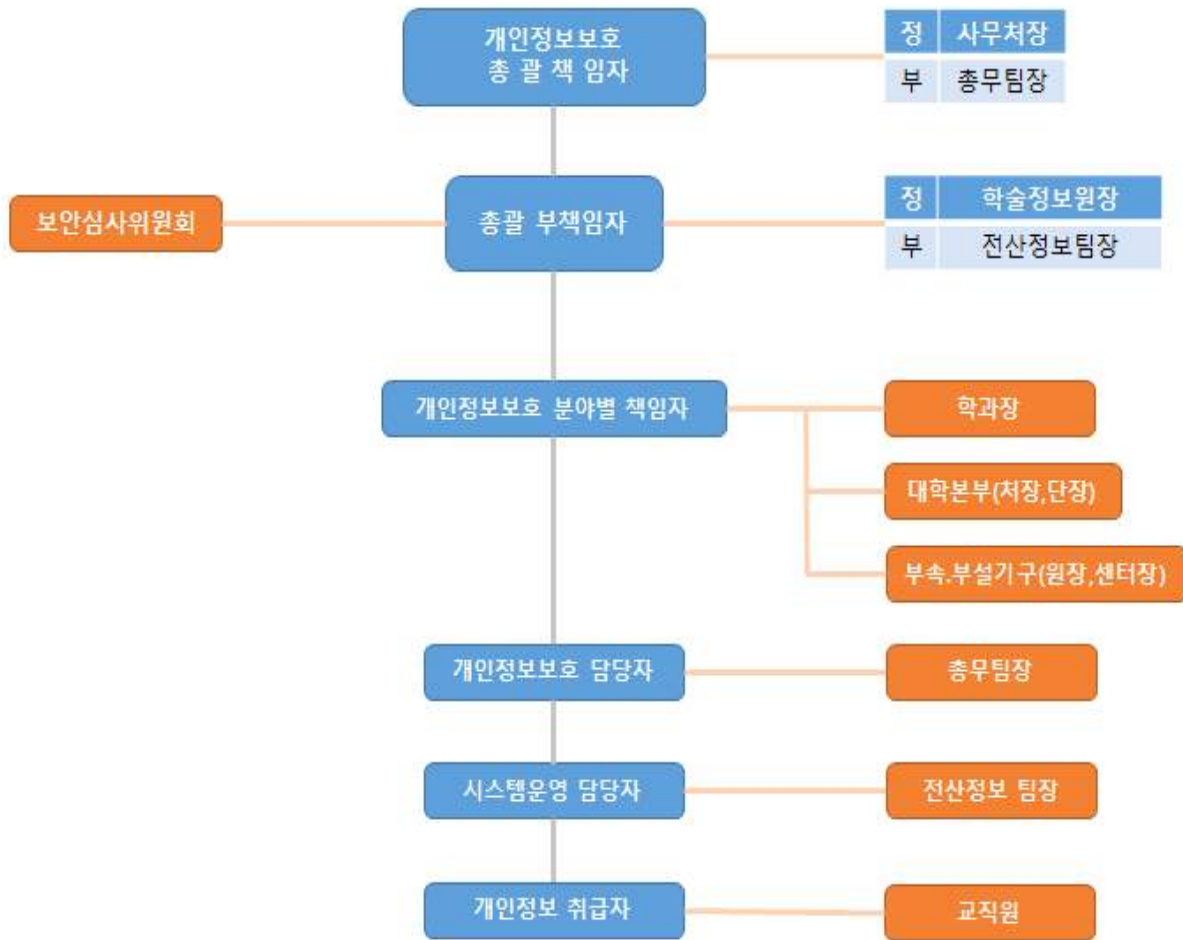 개인정보보호
총 괄 책 임자
정 사무처장
부 총무팀장
보안심사위원회
총괄 부책임자
정 학술정보원장
부 전산정보팀장
개인정보보호 분야별 책임자
학과장
대학본부(처장,단장)
부속.부설기구(원장,센터장)
개인정보보호 담당자
총무팀장
시스템운영 담당자
전산정보 팀장
개인정보 취급자
교직원